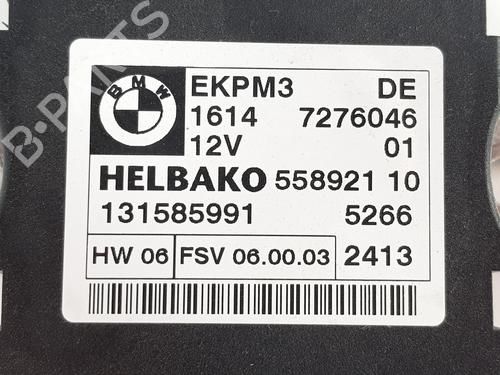 BMW
EKPM3 DE
1614 7276046
12V 01
HELBAKO 558921 10
131585991 5266
HW 06 FSV 06.00.03 2413
B-PARTS